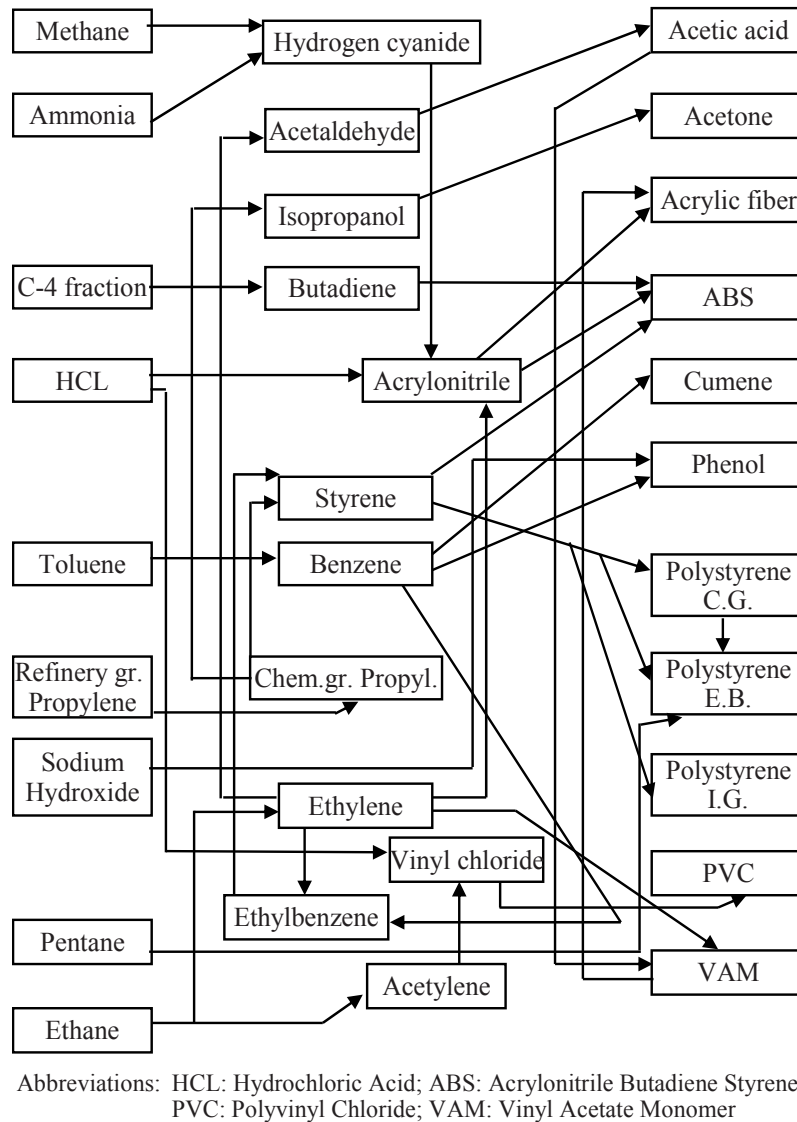 Methane
Hydrogen cyanide
Acetic acid
Ammonia
Acetaldehyde
Acetone
Isopropanol
Acrylic fiber
C-4 fraction
Butadiene
ABS
HCL
Acrylonitrile
Cumene
Styrene
Phenol
Toluene
Benzene
Polystyrene
C.G.
Refinery gr.
Propylene
Chem.gr. Propyl.
Polystyrene
E.B.
Sodium
Hydroxide
Ethylene
Polystyrene
I.G.
Vinyl chloride
PVC
Ethylbenzene
Pentane
Acetylene
VAM
Ethane
Abbreviations: HCL: Hydrochloric Acid; ABS: Acrylonitrile Butadiene Styrene
PVC: Polyvinyl Chloride; VAM: Vinyl Acetate Monomer